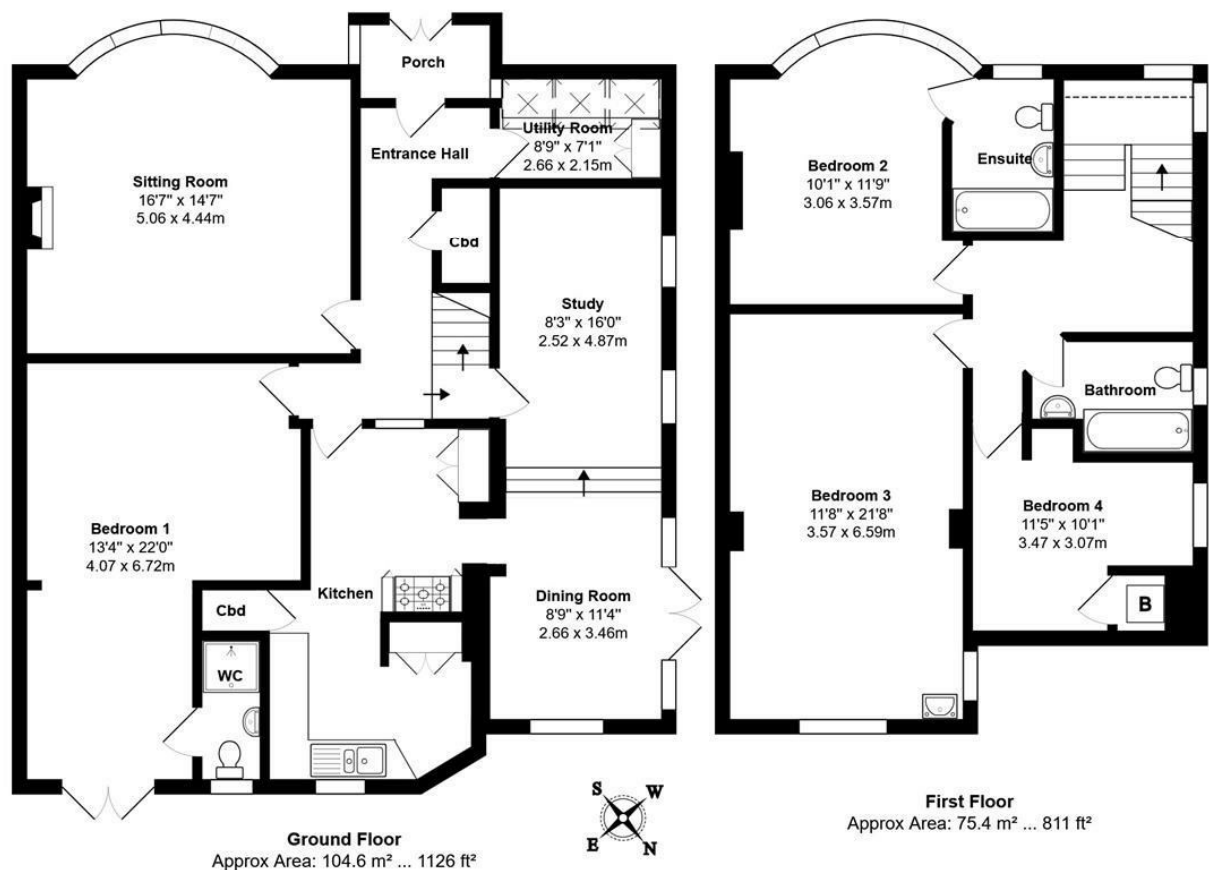 Porch
Utility Room
8'9" x 7'1"
2.66 x 2.15m
Entrance Hall
Sitting Room
16'7" x 14'7"
5.06 x 4.44m
Cbd
Study
8'3" x 16'0"
2.52 x 4.87m
Bedroom 1
13'4" x 22'0"
4.07 x 6.72m
Kitchen
Cbd
WC
Dining Room
8'9" x 11'4"
2.66 x 3.46m
Ground Floor
Approx Area: 104.6 m² ... 1126 ft²
S
W
E
N
Bedroom 2
10'1" x 11'9"
3.06 x 3.57m
Ensuite
Bathroom
Bedroom 3
11'8" x 21'8"
3.57 x 6.59m
Bedroom 4
11'5" x 10'1"
3.47 x 3.07m
B
First Floor
Approx Area: 75.4 m² ... 811 ft²